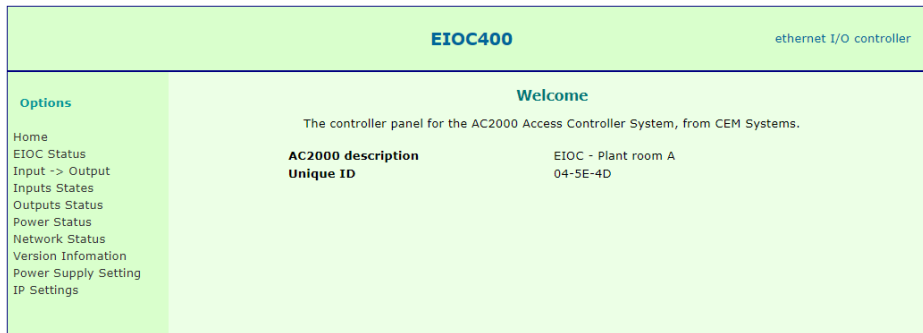 EIOC400
ethernet I/O controller
Options
Home
EIOC Status
Input -> Output
Inputs States
Outputs Status
Power Status
Network Status
Version Infomation
Power Supply Setting
IP Settings
Welcome
The controller panel for the AC2000 Access Controller System, from CEM Systems.
AC2000 description EIOC - Plant room A
Unique ID 04-5E-4D